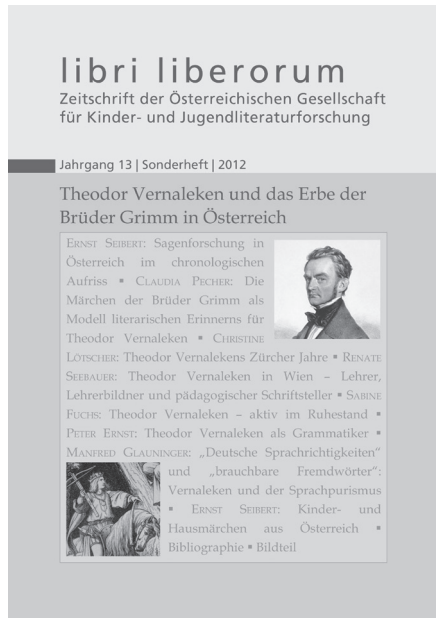 libri liberorum
Zeitschrift der Österreichischen Gesellschaft
für Kinder- und Jugendliteraturforschung
Jahrgang 13 | Sonderheft | 2012
Theodor Vernaleken und das Erbe der
Brüder Grimm in Österreich
ERNST SEIBERT: Sagenforschung in
Österreich im chronologischen
Aufriss ▪ CLAUDIA PECHER: Die
Märchen der Brüder Grimm als
Modell literarischen Erinnerns für
Theodor Vernaleken ▪ CHRISTINE
LÖTSCHER: Theodor Vernalekens Zürcher Jahre ▪ RENATE
SEEBAUER: Theodor Vernaleken in Wien – Lehrer,
Lehrerbildner und pädagogischer Schriftsteller ▪ SABINE
FUCHS: Theodor Vernaleken – aktiv im Ruhestand ▪
PETER ERNST: Theodor Vernaleken als Grammatiker ▪
MANFRED GLAUNINGER: „Deutsche Sprachrichtigkeiten"
und „brauchbare Fremdwörter":
Vernaleken und der Sprachpurismus
▪ ERNST SEIBERT: Kinder- und
Hausmärchen aus Österreich ▪
Bibliographie ▪ Bildteil